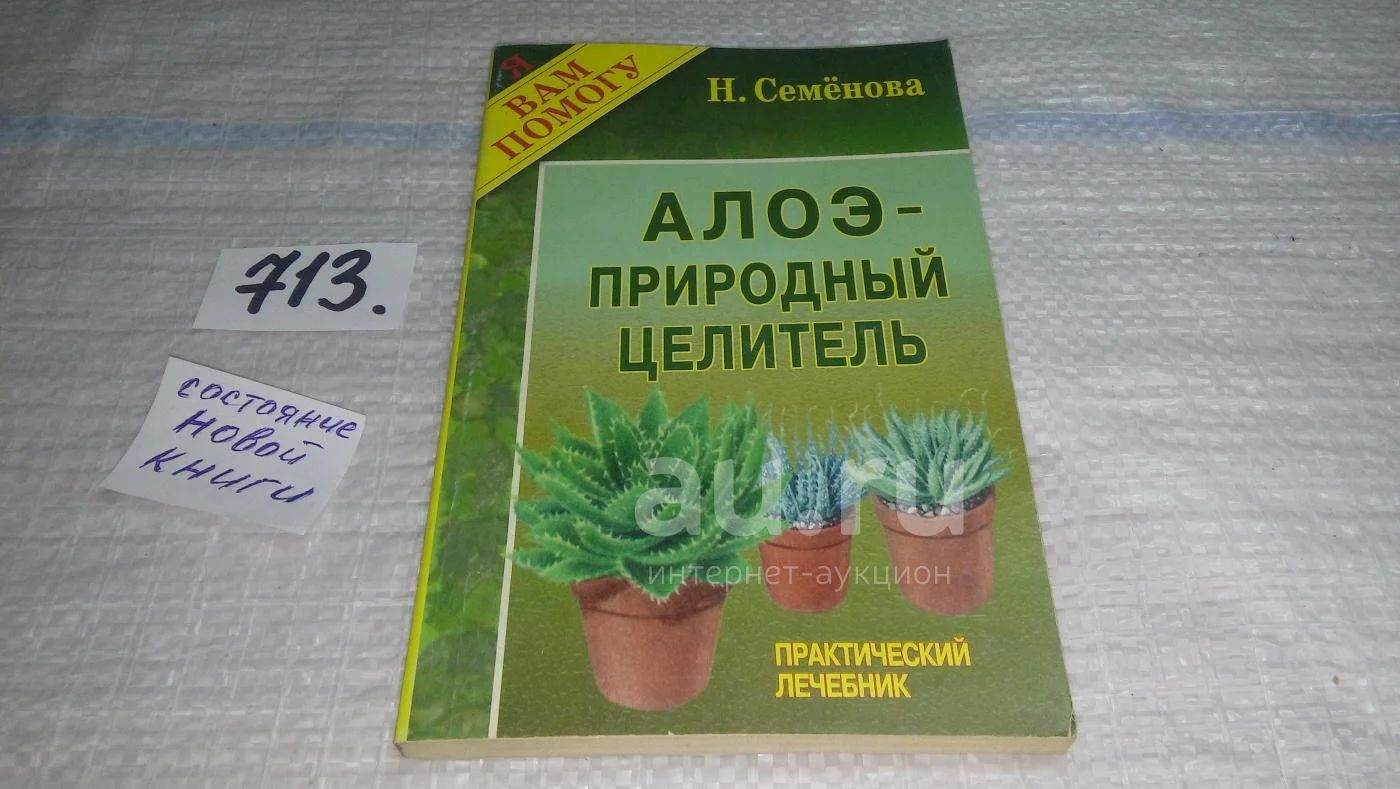 Я
ВАМ
ПОМОГУ
Н. Семёнова
АЛОЭ-
ПРИРОДНЫЙ
ЦЕЛИТЕЛЬ
713.
состояние
новой
книги
au.ru
интернет-аукцион
ПРАКТИЧЕСКИЙ
ЛЕЧЕБНИК